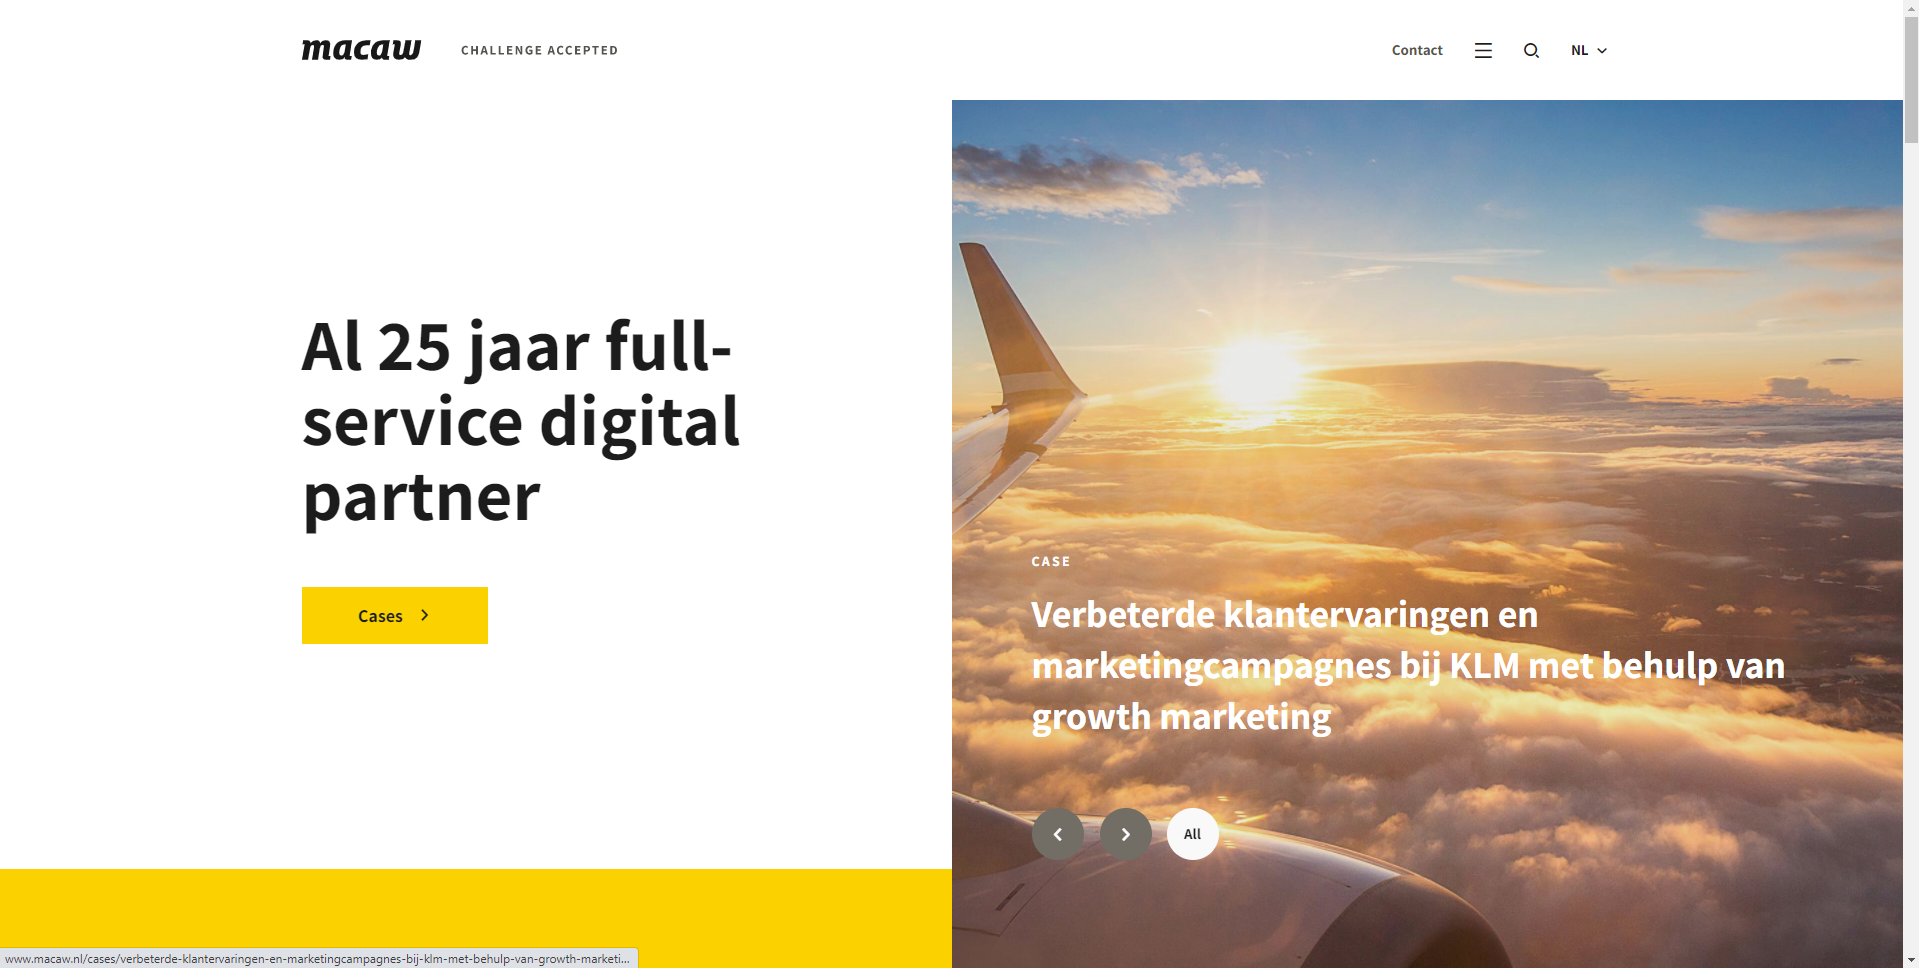 macaw
CHALLENGE ACCEPTED
Contact
NL
Al 25 jaar full-
service digital
partner
Cases
CASE
Verbeterde klantervaringen en
marketingcampagnes bij KLM met behulp van
growth marketing
All
www.macaw.nl/cases/verbeterde-klantervaringen-en-marketingcampagnes-bij-klm-met-behulp-van-growth-marketi...